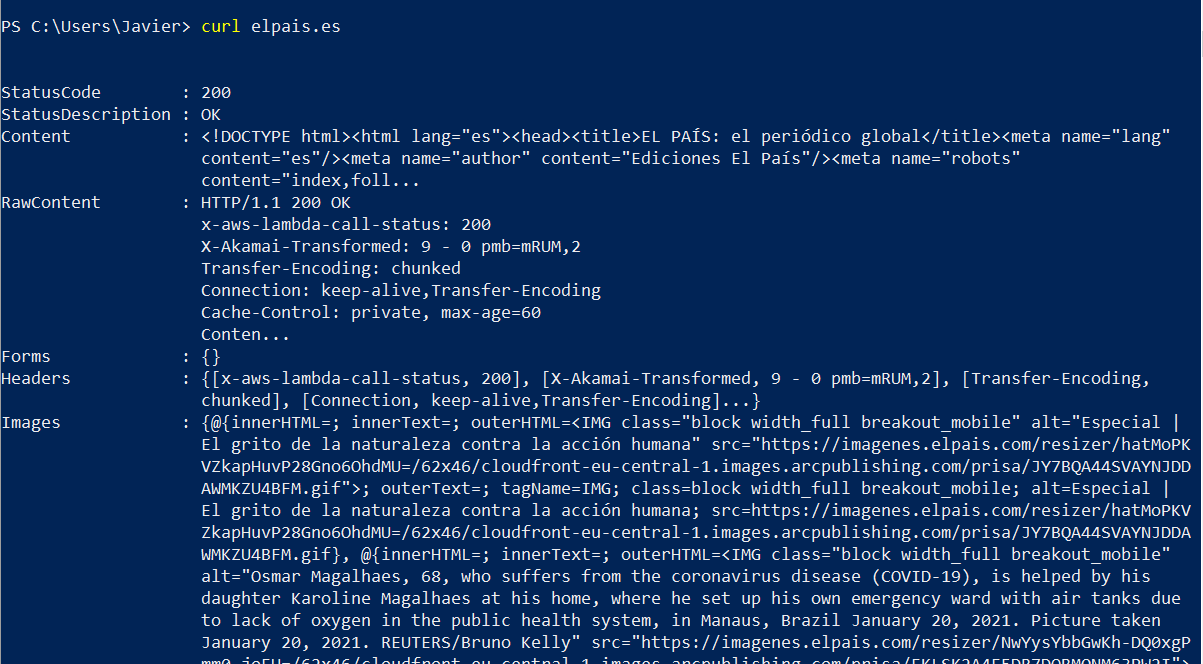 PS C:\Users\Javier> curl elpais.es
StatusCode : 200
StatusDescription : OK
Content : <!DOCTYPE html><html lang="es"><head><title>EL PAÍS: el periódico global</title><meta name="lang"
content="es"/><meta name="author" content="Ediciones El País"/><meta name="robots"
content="index,foll...
RawContent : HTTP/1.1 200 OK
x-aws-lambda-call-status: 200
X-Akamai-Transformed: 9 - 0 pmb=mRUM,2
Transfer-Encoding: chunked
Connection: keep-alive,Transfer-Encoding
Cache-Control: private, max-age=60
Conten...
Forms : {}
Headers : {[x-aws-lambda-call-status, 200], [X-Akamai-Transformed, 9 - 0 pmb=mRUM,2], [Transfer-Encoding,
chunked], [Connection, keep-alive,Transfer-Encoding]...}
Images : {@{innerHTML=; innerText=; outerHTML=<IMG class="block width_full breakout_mobile" alt="Especial |
El grito de la naturaleza contra la acción humana" src="https://imagenes.elpais.com/resizer/hatMoPK
VZkapHuvP28Gno6OhdMU=/62x46/cloudfront-eu-central-1.images.arcpublishing.com/prisa/JY7BQA44SVAYNJDD
AWMKZU4BFM.gif">; outerText=; tagName=IMG; class=block width_full breakout_mobile; alt=Especial |
El grito de la naturaleza contra la acción humana; src=https://imagenes.elpais.com/resizer/hatMoPKV
ZkapHuvP28Gno6OhdMU=/62x46/cloudfront-eu-central-1.images.arcpublishing.com/prisa/JY7BQA44SVAYNJDDA
WMKZU4BFM.gif}, @{innerHTML=; innerText=; outerHTML=<IMG class="block width_full breakout_mobile"
alt="Osmar Magalhaes, 68, who suffers from the coronavirus disease (COVID-19), is helped by his
daughter Karoline Magalhaes at his home, where he set up his own emergency ward with air tanks due
to lack of oxygen in the public health system, in Manaus, Brazil January 20, 2021. Picture taken
January 20, 2021. REUTERS/Bruno Kelly" src="https://imagenes.elpais.com/resizer/NwYysYbbGwKh-DQ0xgP